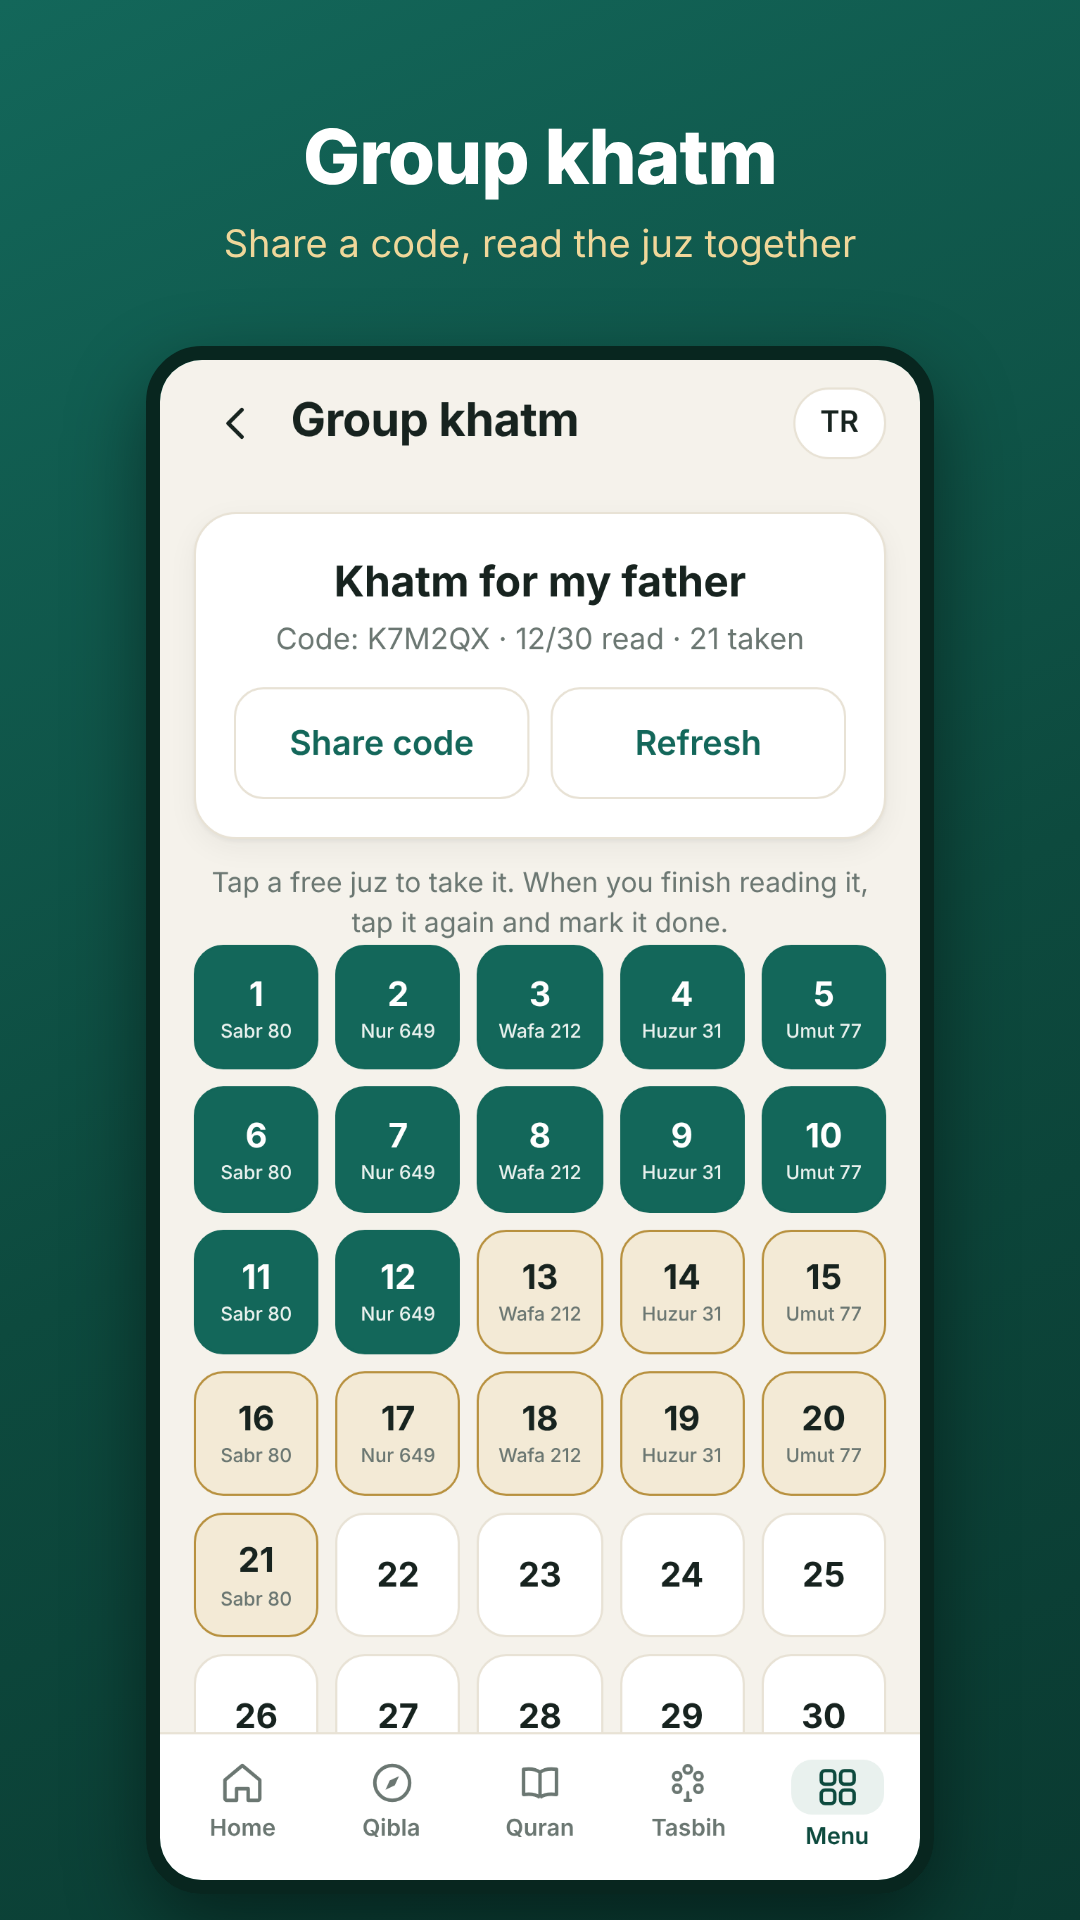 Group khatm
Share a code, read the juz together
Group khatm
TR
Khatm for my father
Code: K7M2QX · 12/30 read · 21 taken
Share code
Refresh
Tap a free juz to take it. When you finish reading it,
tap it again and mark it done.
1
Sabr 80
2
Nur 649
3
Wafa 212
4
Huzur 31
5
Umut 77
6
Sabr 80
7
Nur 649
8
Wafa 212
9
Huzur 31
10
Umut 77
11
Sabr 80
12
Nur 649
13
Wafa 212
14
Huzur 31
15
Umut 77
16
Sabr 80
17
Nur 649
18
Wafa 212
19
Huzur 31
20
Umut 77
21
Sabr 80
22
23
24
25
26
27
28
29
30
Home
Qibla
Quran
Tasbih
Menu